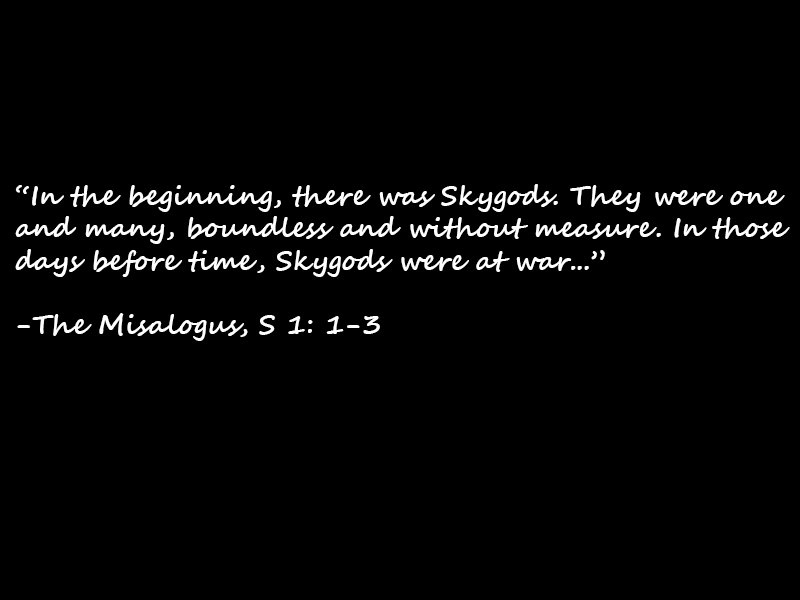 “In the beginning, there was Skygods. They were one
and many, boundless and without measure. In those
days before time, Skygods were at war...”
-The Misalogus, S 1: 1-3